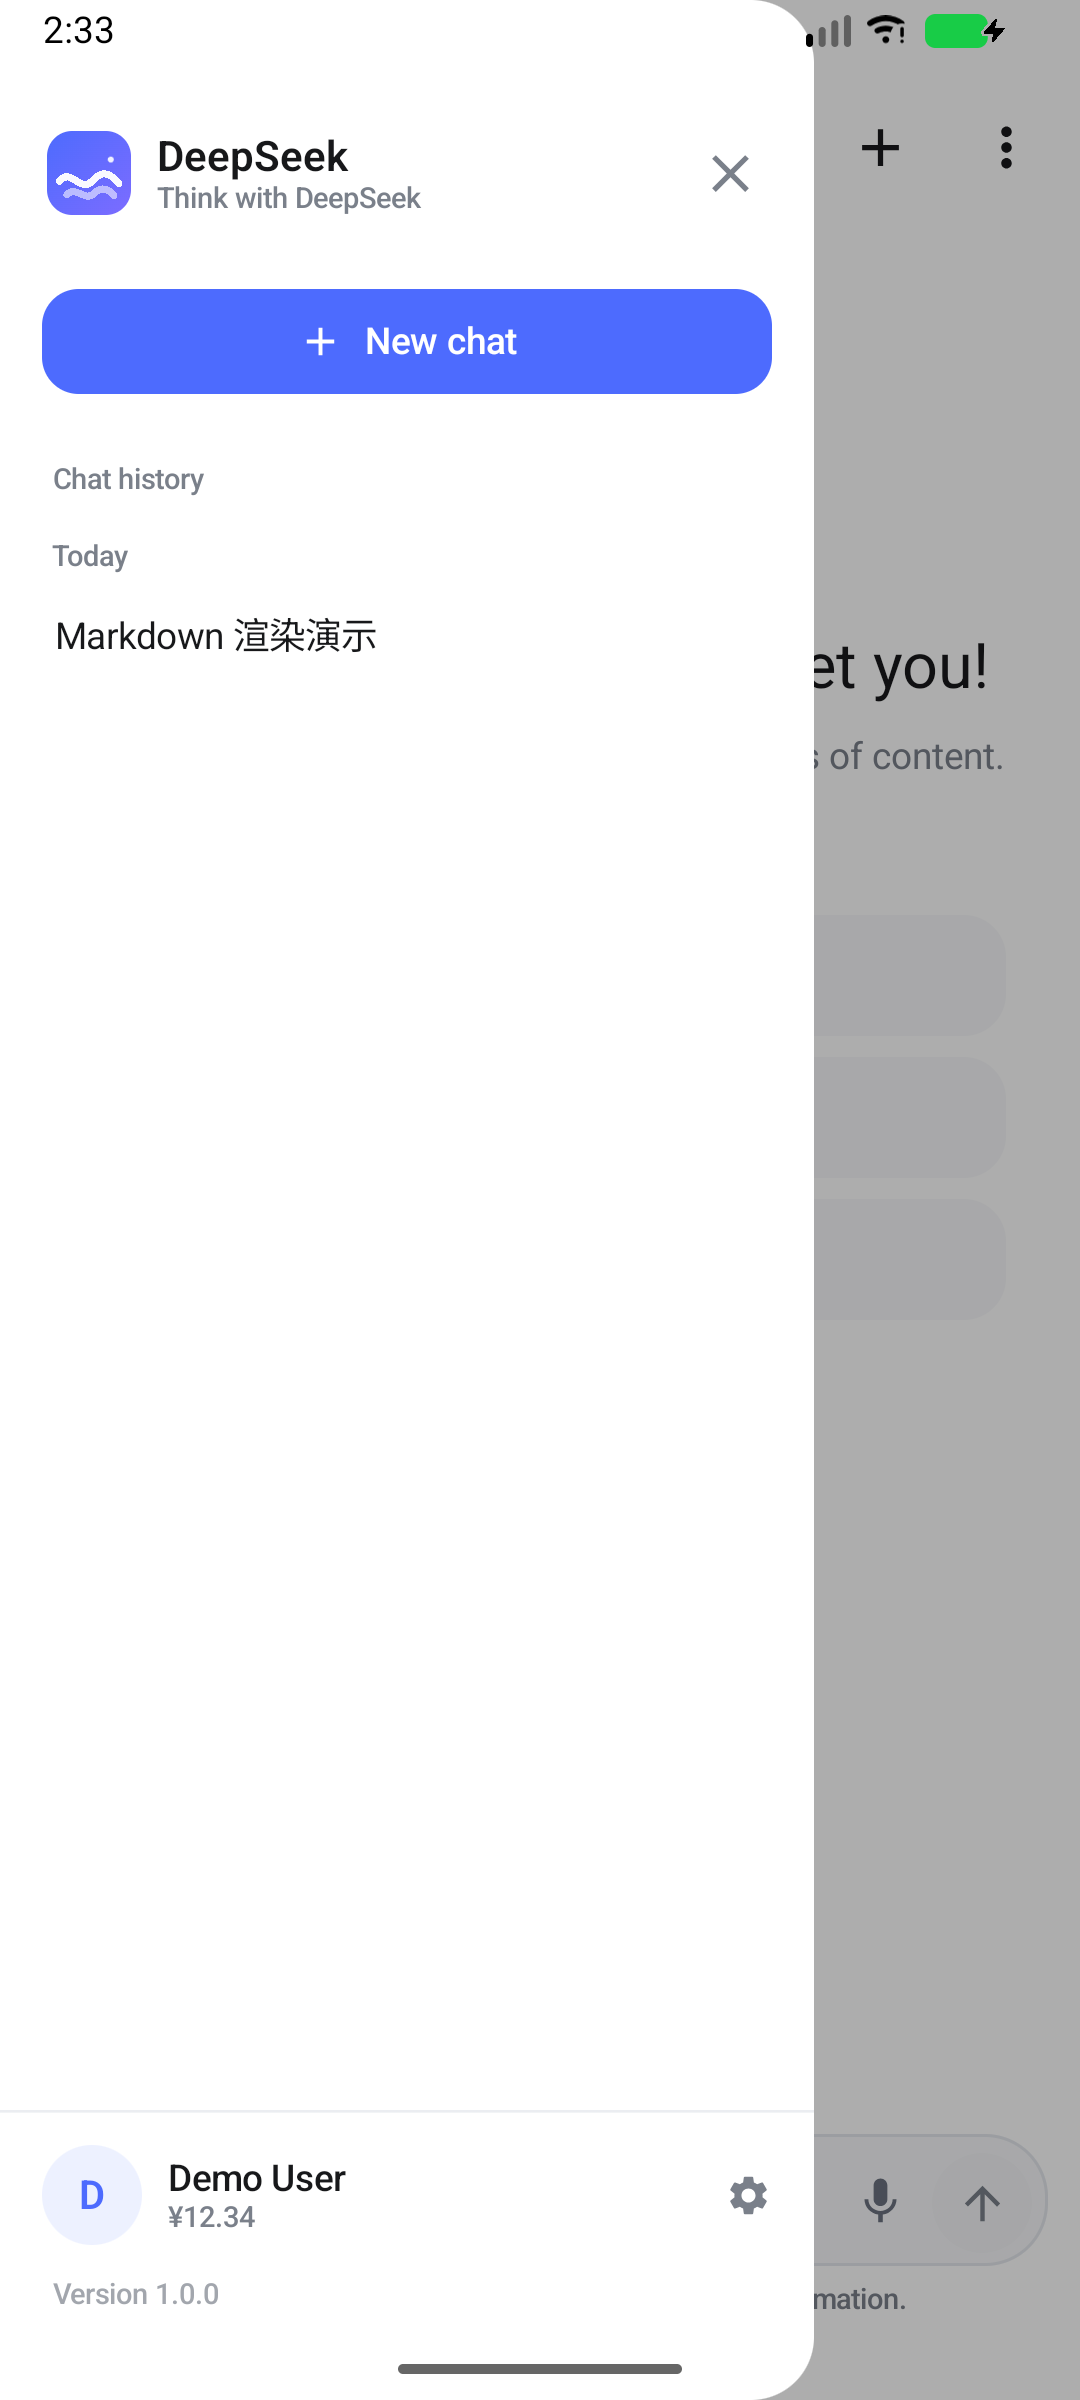 2:33
DeepSeek
Think with DeepSeek
New chat
Chat history
Today
Markdown 渲染演示
et you!
s of content.
Demo User
D
¥12.34
Version 1.0.0
mation.